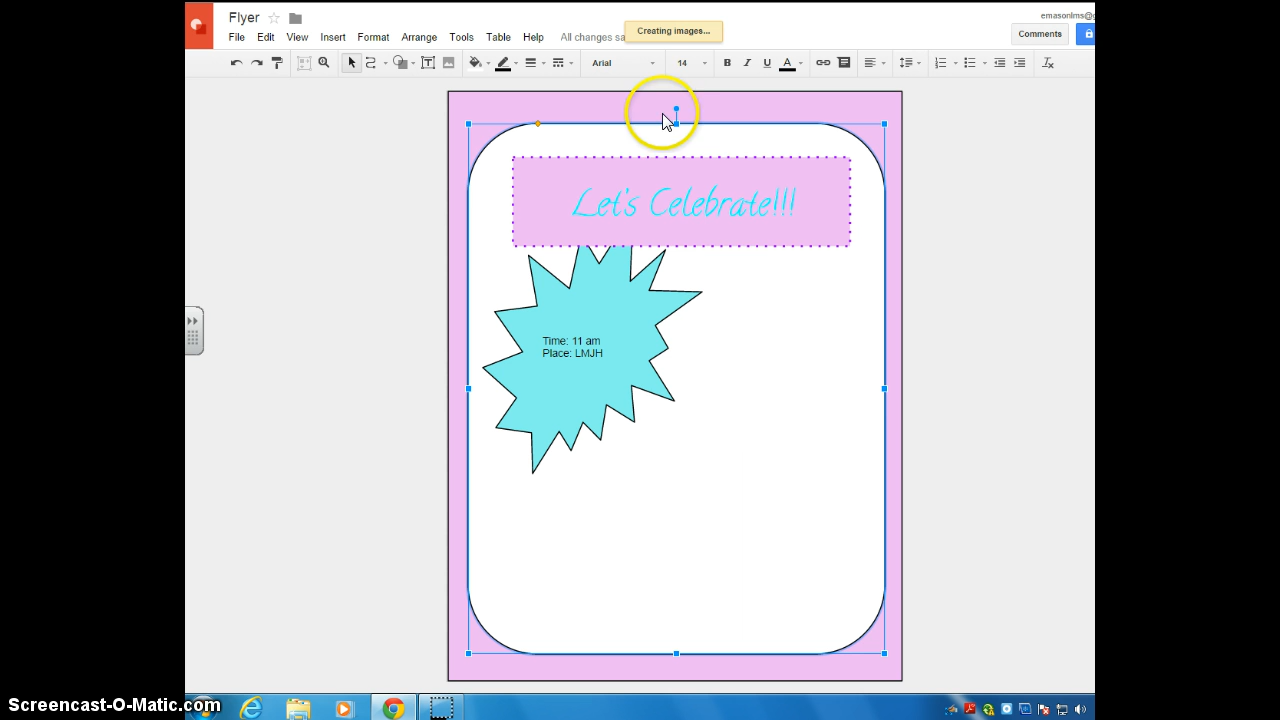 Flyer
emasonlms@g
Creating images...
File Edit View Insert Format Arrange Tools Table Help All changes sa
Comments
Arial 14 B I U A
Let's Celebrate!!!
Time: 11 am
Place: LMJH
Screencast-O-Matic.com